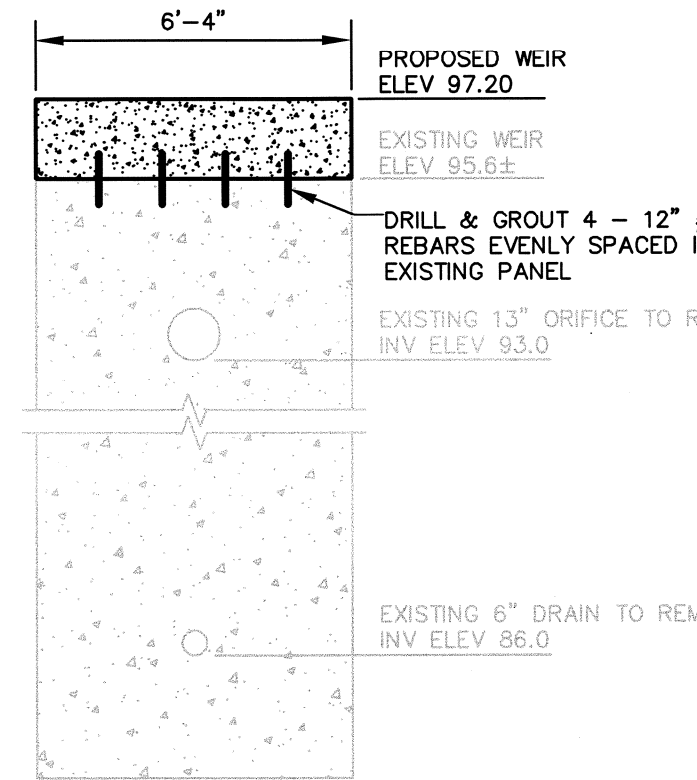 6'-4"
PROPOSED WEIR
ELEV 97.20
EXISTING WEIR
ELEV 95.6±
DRILL & GROUT 4 - 12"
REBARS EVENLY SPACED
EXISTING PANEL
EXISTING 13" ORIFICE TO
INV ELEV 93.0
EXISTING 6" DRAIN TO
INV ELEV 86.0